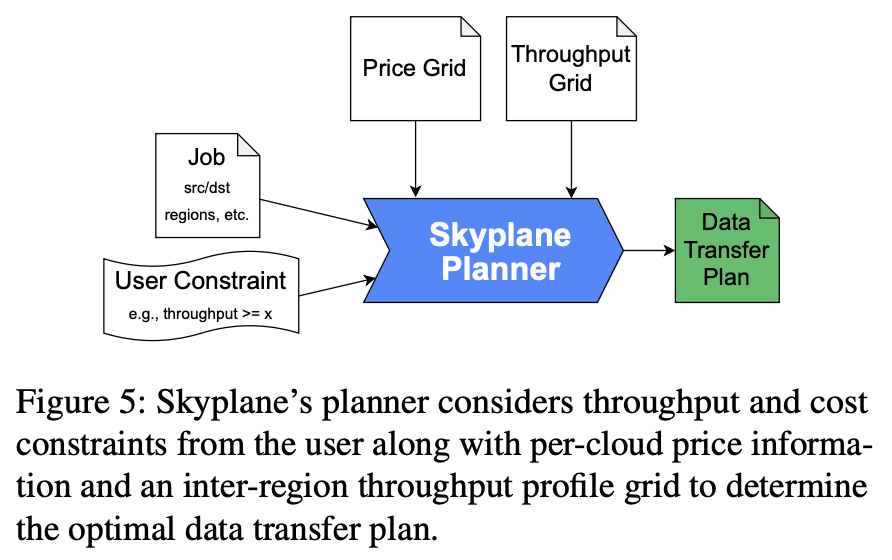 Price Grid
Throughput
Grid
Job
src/dst
regions, etc.
User Constraint
e.g., throughput >= x
Skyplane
Planner
Data
Transfer
Plan
Figure 5: Skyplane’s planner considers throughput and cost
constraints from the user along with per-cloud price informa-
tion and an inter-region throughput profile grid to determine
the optimal data transfer plan.